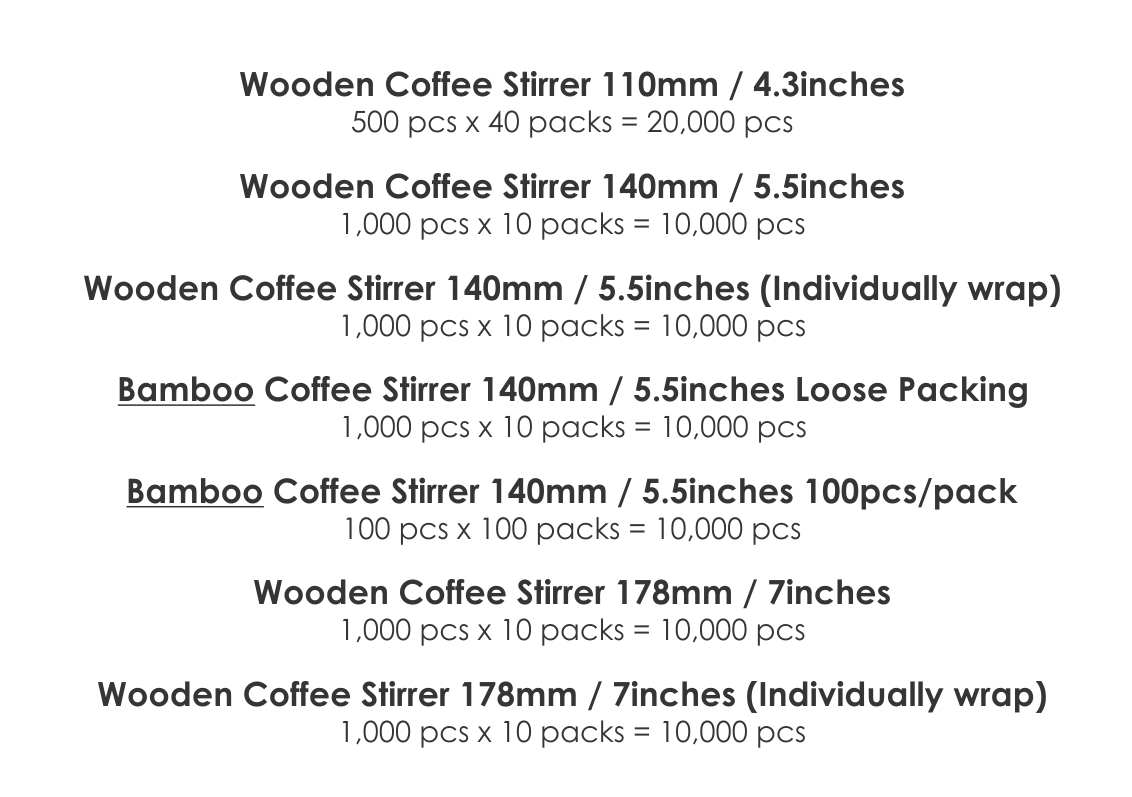 Wooden Coffee Stirrer 110mm / 4.3inches
500 pcs x 40 packs = 20,000 pcs
Wooden Coffee Stirrer 140mm / 5.5inches
1,000 pcs x 10 packs = 10,000 pcs
Wooden Coffee Stirrer 140mm / 5.5inches (Individually wrap)
1,000 pcs x 10 packs = 10,000 pcs
Bamboo Coffee Stirrer 140mm / 5.5inches Loose Packing
1,000 pcs x 10 packs = 10,000 pcs
Bamboo Coffee Stirrer 140mm / 5.5inches 100pcs/pack
100 pcs x 100 packs = 10,000 pcs
Wooden Coffee Stirrer 178mm / 7inches
1,000 pcs x 10 packs = 10,000 pcs
Wooden Coffee Stirrer 178mm / 7inches (Individually wrap)
1,000 pcs x 10 packs = 10,000 pcs